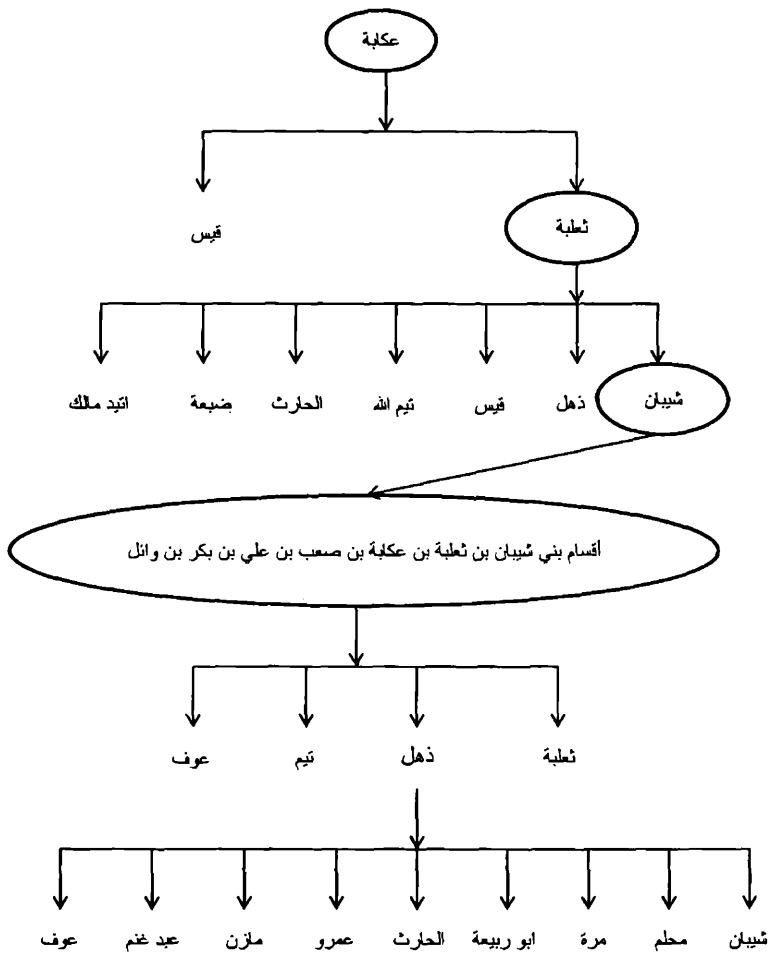 عكابة
ثعلبة قيس
شيبان ذهل قيس تيم الله الحارث ضبعة اتيد مالك
أقسام بني شيبان بن ثعلبة بن عكابة بن صعب بن علي بن بكر بن وائل
ثعلبة ذهل تيم عوف
شيبان محلم مرة ابو ربيعة الحارث عمرو مازن عبد غنم عوف